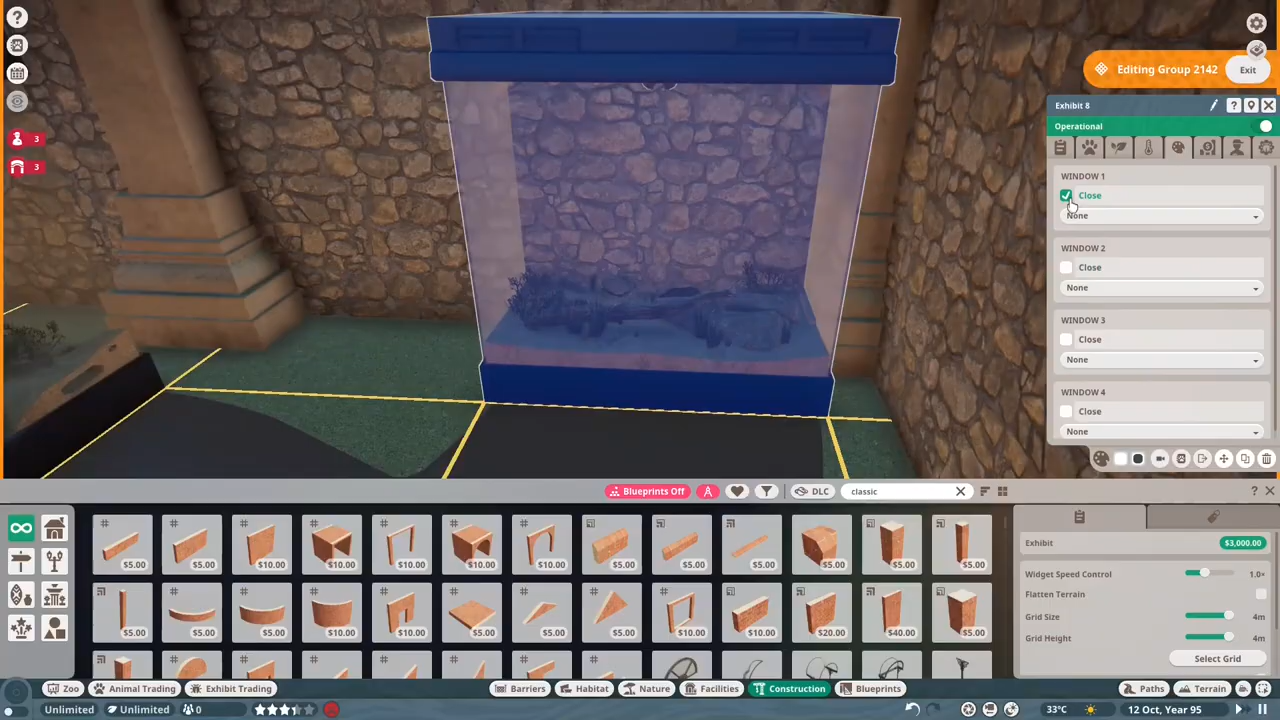 ?
Editing Group 2142
Exit
Exhibit 8
?
Operational
3
3
WINDOW 1
Close
None
WINDOW 2
Close
None
WINDOW 3
Close
None
WINDOW 4
Close
None
Blueprints Off
DLC
classic
?
$5.00 $5.00 $10.00 $10.00 $10.00 $10.00 $10.00 $5.00 $5.00 $5.00 $5.00 $5.00 $5.00
$5.00 $5.00 $5.00 $10.00 $10.00 $5.00 $5.00 $5.00 $10.00 $10.00 $20.00 $40.00 $5.00
Exhibit
$3,000.00
Widget Speed Control
1.0×
Flatten Terrain
Grid Size
4m
Grid Height
4m
Select Grid
Zoo
Animal Trading
Exhibit Trading
Barriers
Habitat
Nature
Facilities
Construction
Blueprints
Paths
Terrain
Unlimited
Unlimited
0
33°C
12 Oct, Year 95